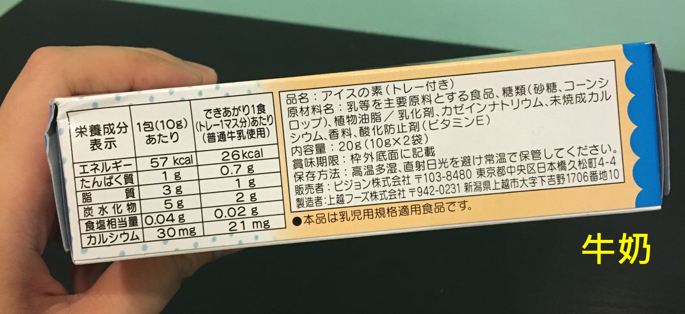 栄養成分表示
1包(10g)あたり
できあがり1食(トレー1マス分)あたり(普通牛乳使用)
エネルギー 57 kcal 26kcal
たんぱく質 1 g 0.7 g
脂質 3 g 1 g
炭水化物 5 g 2 g
食塩相当量 0.04 g 0.02 g
カルシウム 30 mg 21 mg
品名：アイスの素(トレー付き)
原材料名：乳等を主要原料とする食品、糖類(砂糖、コーンシ
ロップ)、植物油脂／乳化剤、カゼインナトリウム、未焼成カル
シウム、香料、酸化防止剤(ビタミンE)
内容量：20g(10g×2袋)
賞味期限：枠外底面に記載
保存方法：高温多湿、直射日光を避け常温で保管してください。
販売者：ピジョン株式会社 〒103-8480 東京都中央区日本橋久松町4-4
製造者：上越フーズ株式会社 〒942-0231 新潟県上越市大字下吉野1706番地10
●本品は乳児用規格適用食品です。
牛奶